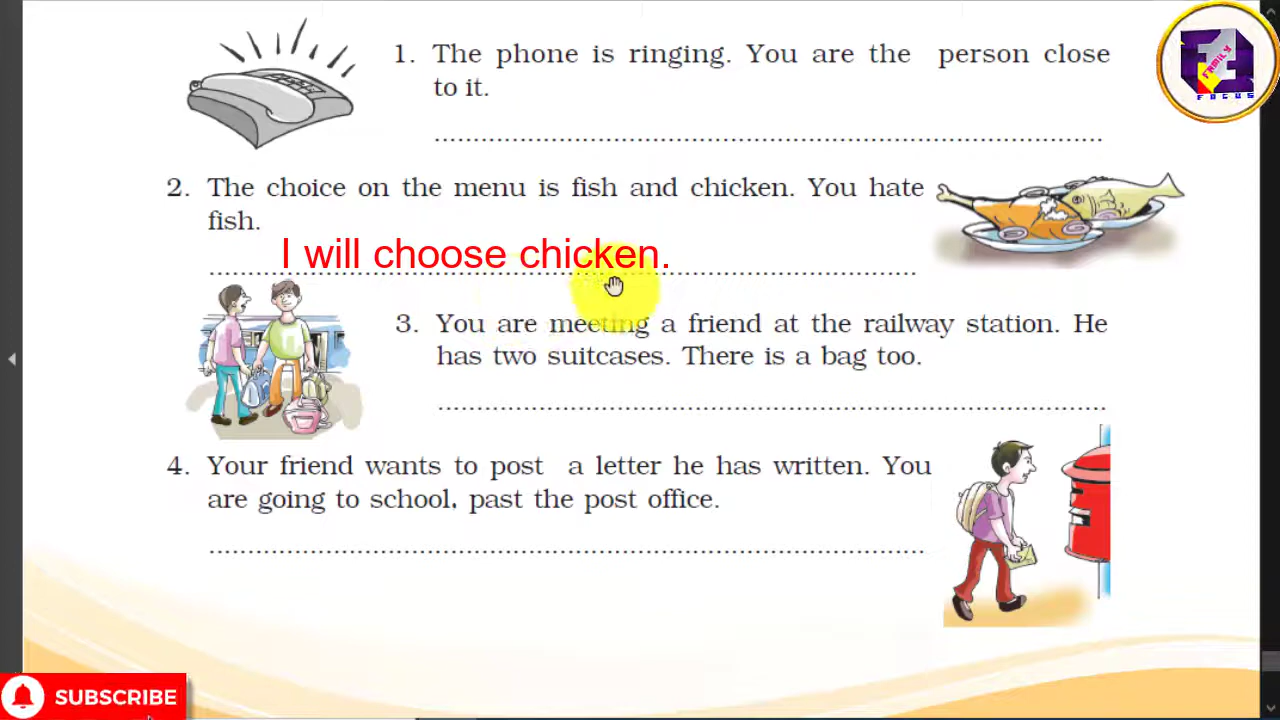 1. The phone is ringing. You are the person close
to it.
2. The choice on the menu is fish and chicken. You hate
fish.
I will choose chicken.
3. You are meeting a friend at the railway station. He
has two suitcases. There is a bag too.
4. Your friend wants to post a letter he has written. You
are going to school, past the post office.
FAMILY
FOCUS
SUBSCRIBE